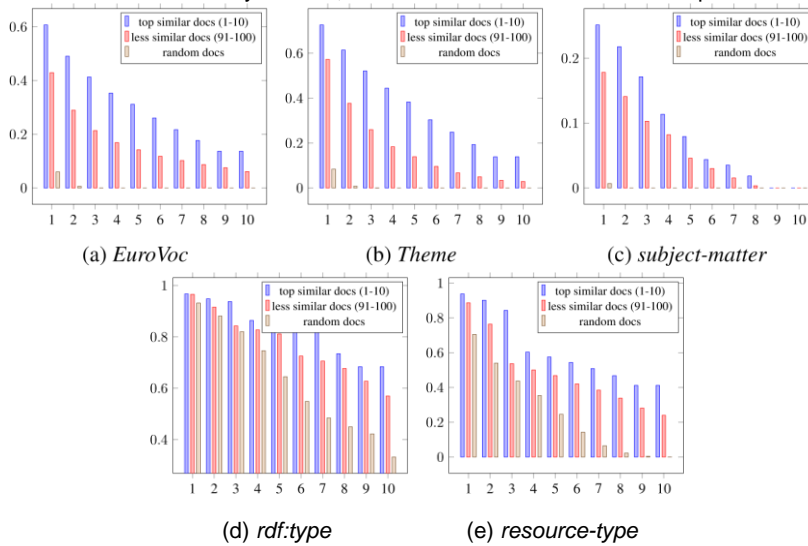 0.6
0.4
0.2
0
top similar docs (1-10)
less similar docs (91-100)
random docs
1 2 3 4 5 6 7 8 9 10
(a) EuroVoc
0.6
0.4
0.2
0
top similar docs (1-10)
less similar docs (91-100)
random docs
1 2 3 4 5 6 7 8 9 10
(b) Theme
0.2
0.1
0
top similar docs (1-10)
less similar docs (91-100)
random docs
1 2 3 4 5 6 7 8 9 10
(c) subject-matter
1
0.8
0.6
0.4
top similar docs (1-10)
less similar docs (91-100)
random docs
1 2 3 4 5 6 7 8 9 10
(d) rdf:type
1
0.8
0.6
0.4
0.2
0
top similar docs (1-10)
less similar docs (91-100)
random docs
1 2 3 4 5 6 7 8 9 10
(e) resource-type